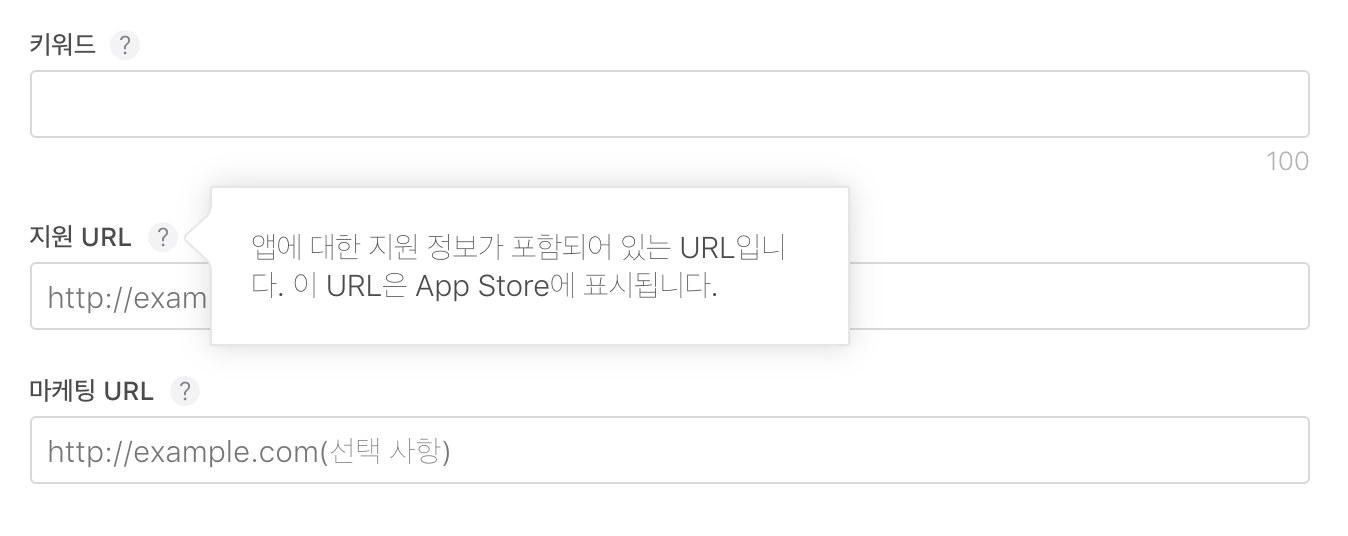 키워드 ?
100
지원 URL ?
앱에 대한 지원 정보가 포함되어 있는 URL입니
다. 이 URL은 App Store에 표시됩니다.
http://exam
마케팅 URL ?
http://example.com(선택 사항)